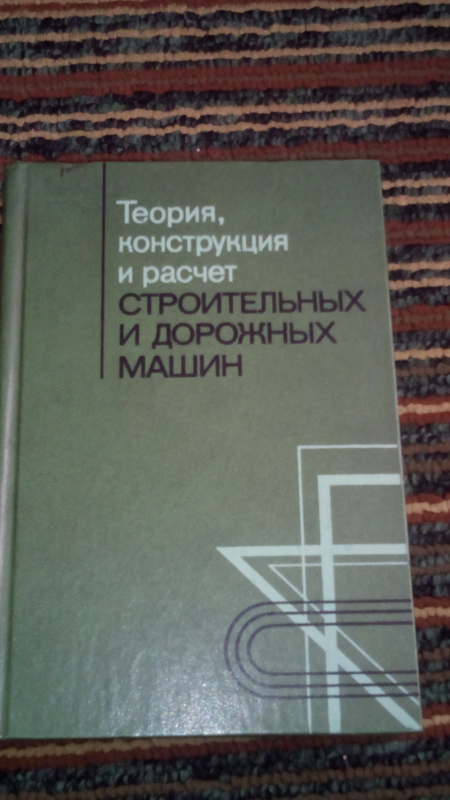 Теория,
конструкция
и расчет
СТРОИТЕЛЬНЫХ
И ДОРОЖНЫХ
МАШИН